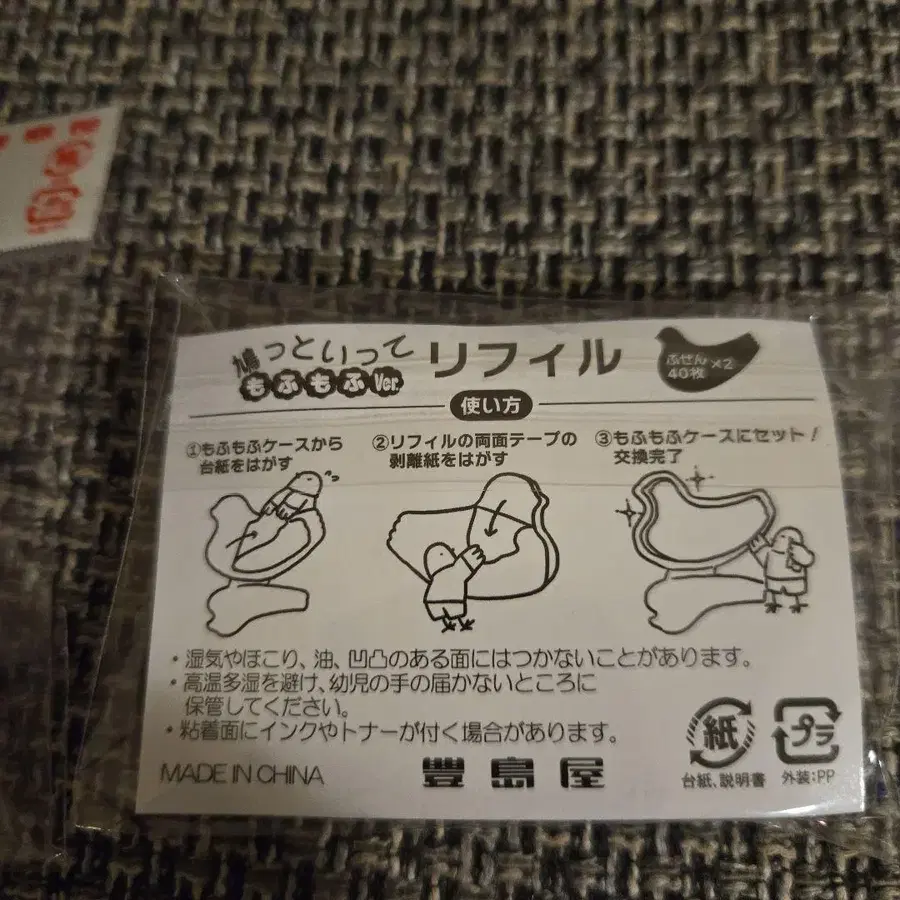 っといって
もふもふVer.
リフィル
ふせん
40枚 ×2
使い方
①もふもふケースから
台紙をはがす
②リフィルの両面テープの
剥離紙をはがす
③もふもふケースにセット！
交換完了
・湿気やほこり、油、凹凸のある面にはつかないことがあります。
・高温多湿を避け、幼児の手の届かないところに
保管してください。
・粘着面にインクやトナーが付く場合があります。
MADE IN CHINA
豊島屋
紙
台紙、説明書
プラ
外装:PP